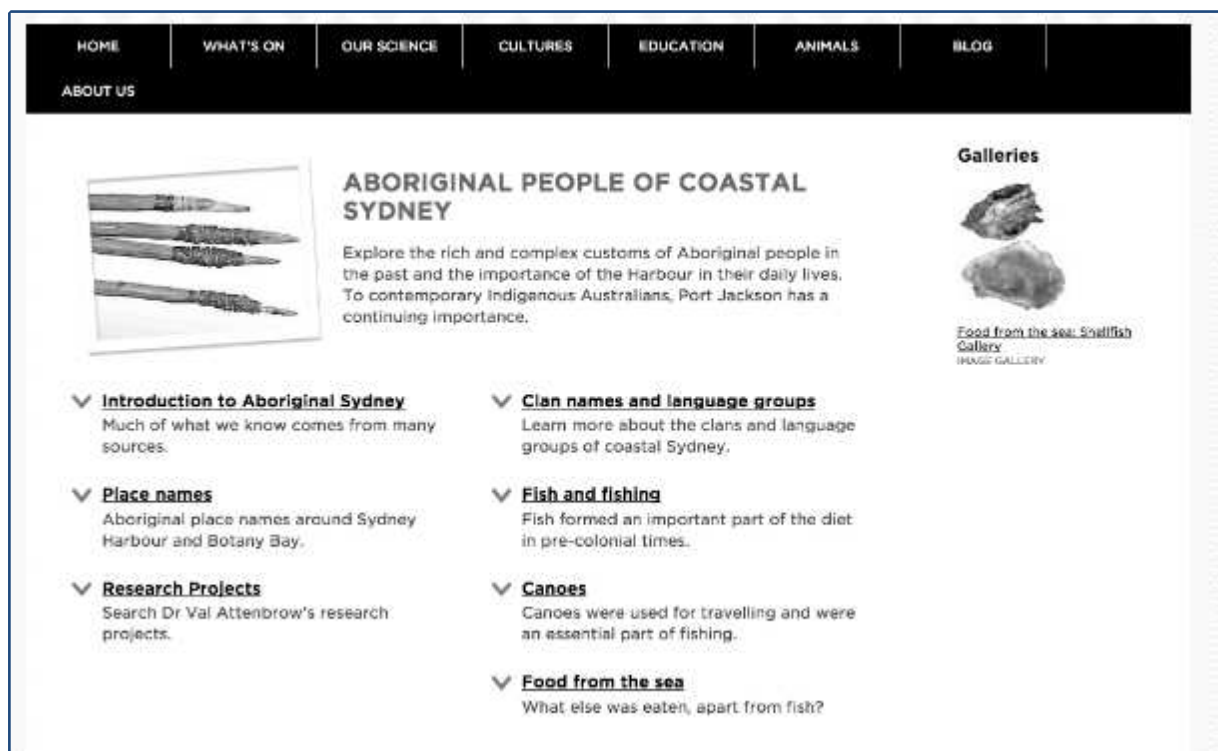 HOME WHAT'S ON OUR SCIENCE CULTURES EDUCATION ANIMALS BLOG
ABOUT US
ABORIGINAL PEOPLE OF COASTAL
SYDNEY
Explore the rich and complex customs of Aboriginal people in
the past and the importance of the Harbour in their daily lives.
To contemporary Indigenous Australians, Port Jackson has a
continuing importance.
Galleries
Food from the sea: Shellfish
Gallery
IMAGE GALLERY
Introduction to Aboriginal Sydney
Much of what we know comes from many
sources.
Place names
Aboriginal place names around Sydney
Harbour and Botany Bay.
Research Projects
Search Dr Val Attenbrow's research
projects.
Clan names and language groups
Learn more about the clans and language
groups of coastal Sydney.
Fish and fishing
Fish formed an important part of the diet
in pre-colonial times.
Canoes
Canoes were used for travelling and were
an essential part of fishing.
Food from the sea
What else was eaten, apart from fish?